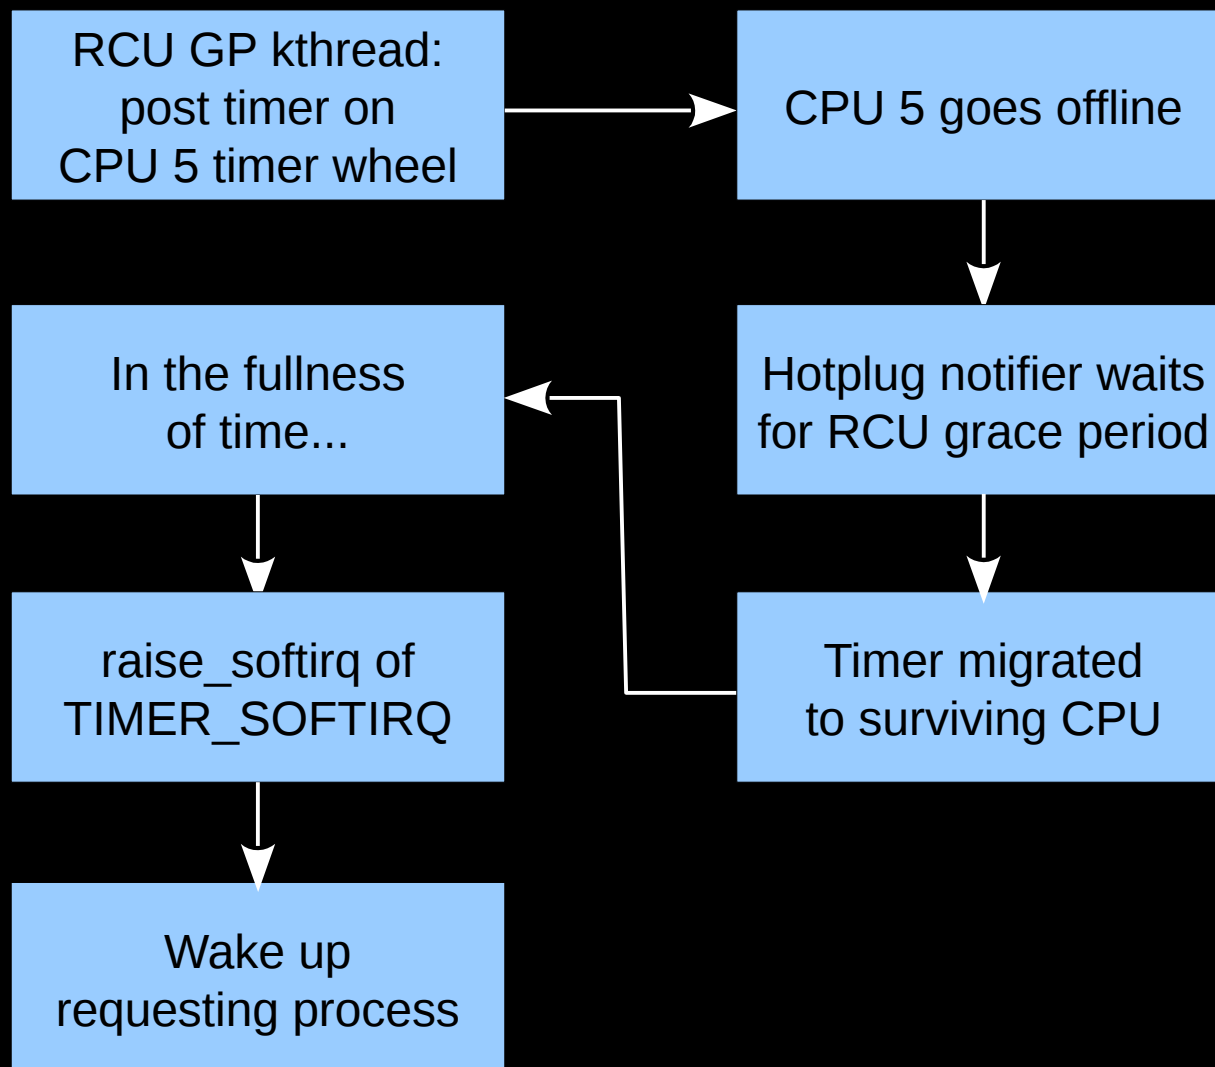 RCU GP kthread:
post timer on
CPU 5 timer wheel
CPU 5 goes offline
Hotplug notifier waits
for RCU grace period
Timer migrated
to surviving CPU
In the fullness
of time...
raise_softirq of
TIMER_SOFTIRQ
Wake up
requesting process